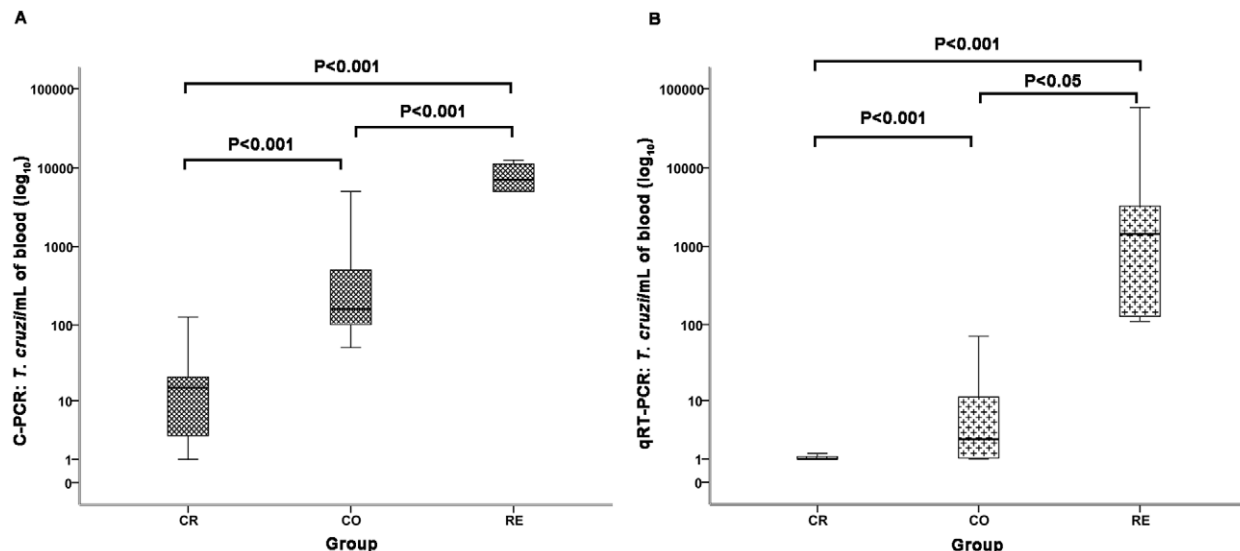 A
C-PCR: T. cruzi/mL of blood (log₁₀)
100000
10000
1000
100
10
1
0
P<0.001
P<0.001
P<0.001
CR
CO
RE
Group
B
qRT-PCR: T. cruzi/mL of blood (log₁₀)
100000
10000
1000
100
10
1
0
P<0.001
P<0.05
P<0.001
CR
CO
RE
Group